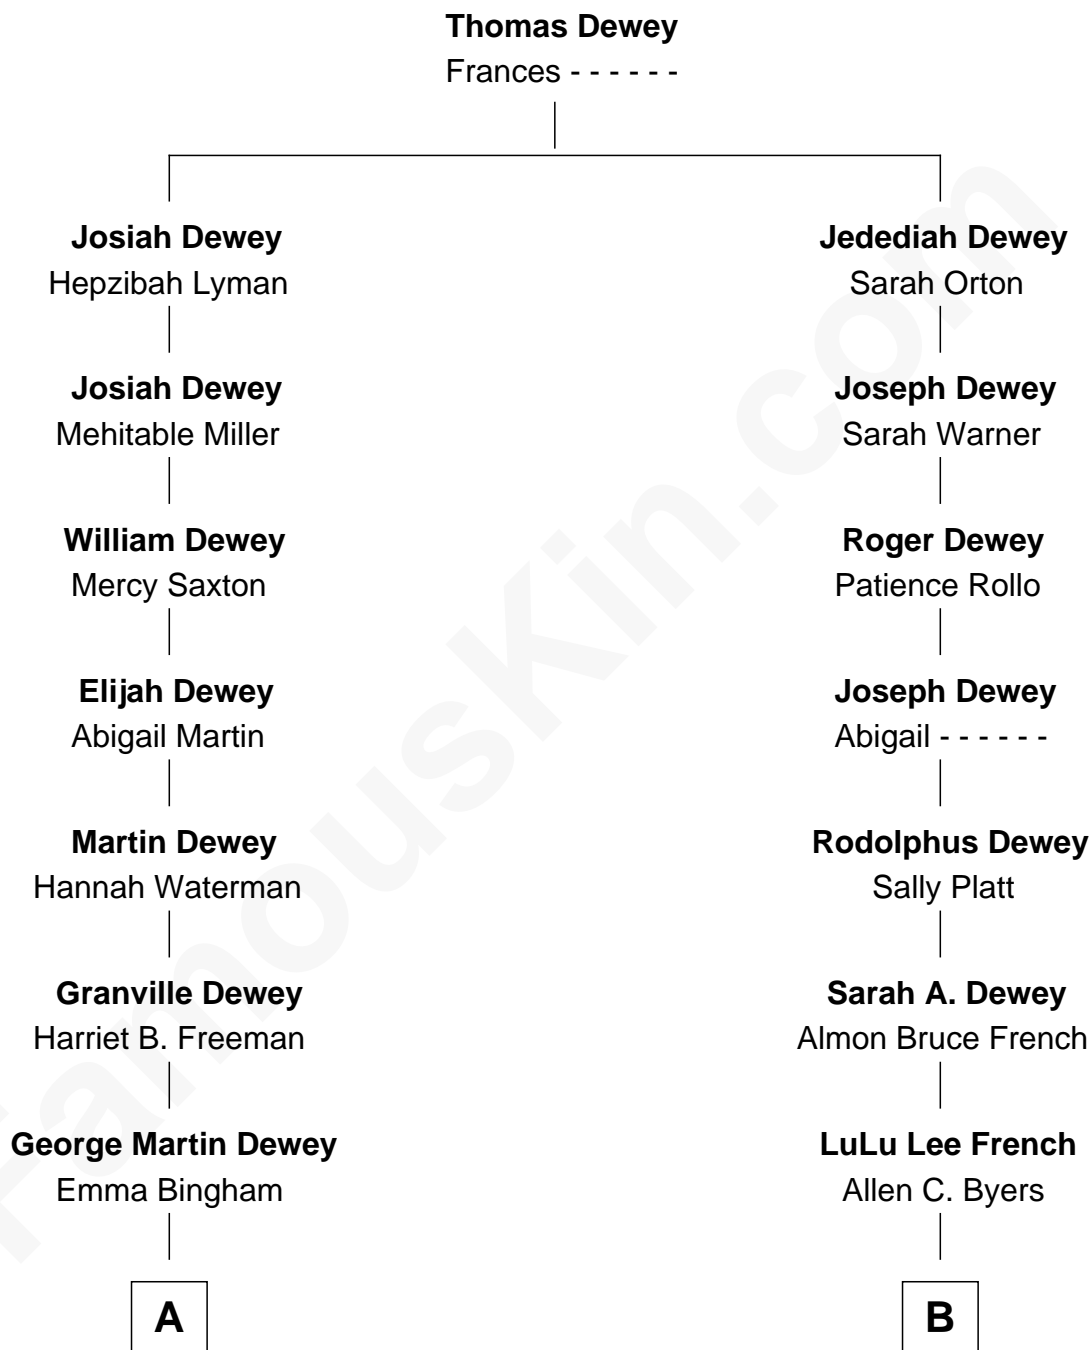 Thomas Dewey
Frances - - - - - -
Josiah Dewey
Hepzibah Lyman
Jedediah Dewey
Sarah Orton
Josiah Dewey
Mehitable Miller
Joseph Dewey
Sarah Warner
William Dewey
Mercy Saxton
Roger Dewey
Patience Rollo
Elijah Dewey
Abigail Martin
Joseph Dewey
Abigail - - - - - -
Martin Dewey
Hannah Waterman
Rodolphus Dewey
Sally Platt
Granville Dewey
Harriet B. Freeman
Sarah A. Dewey
Almon Bruce French
George Martin Dewey
Emma Bingham
LuLu Lee French
Allen C. Byers
A
B
FamousKin.com